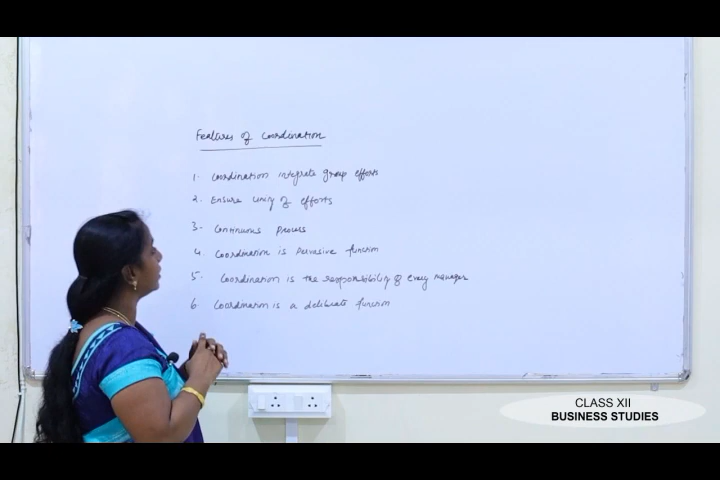 Features of Coordination
1. Coordination integrate group efforts
2. Ensure unity of efforts
3- Continuous Process
4. Coordination is Pervasive function
5. Coordination is the responsibility of every manager
6. Coordination is a deliberate function
CLASS XII
BUSINESS STUDIES